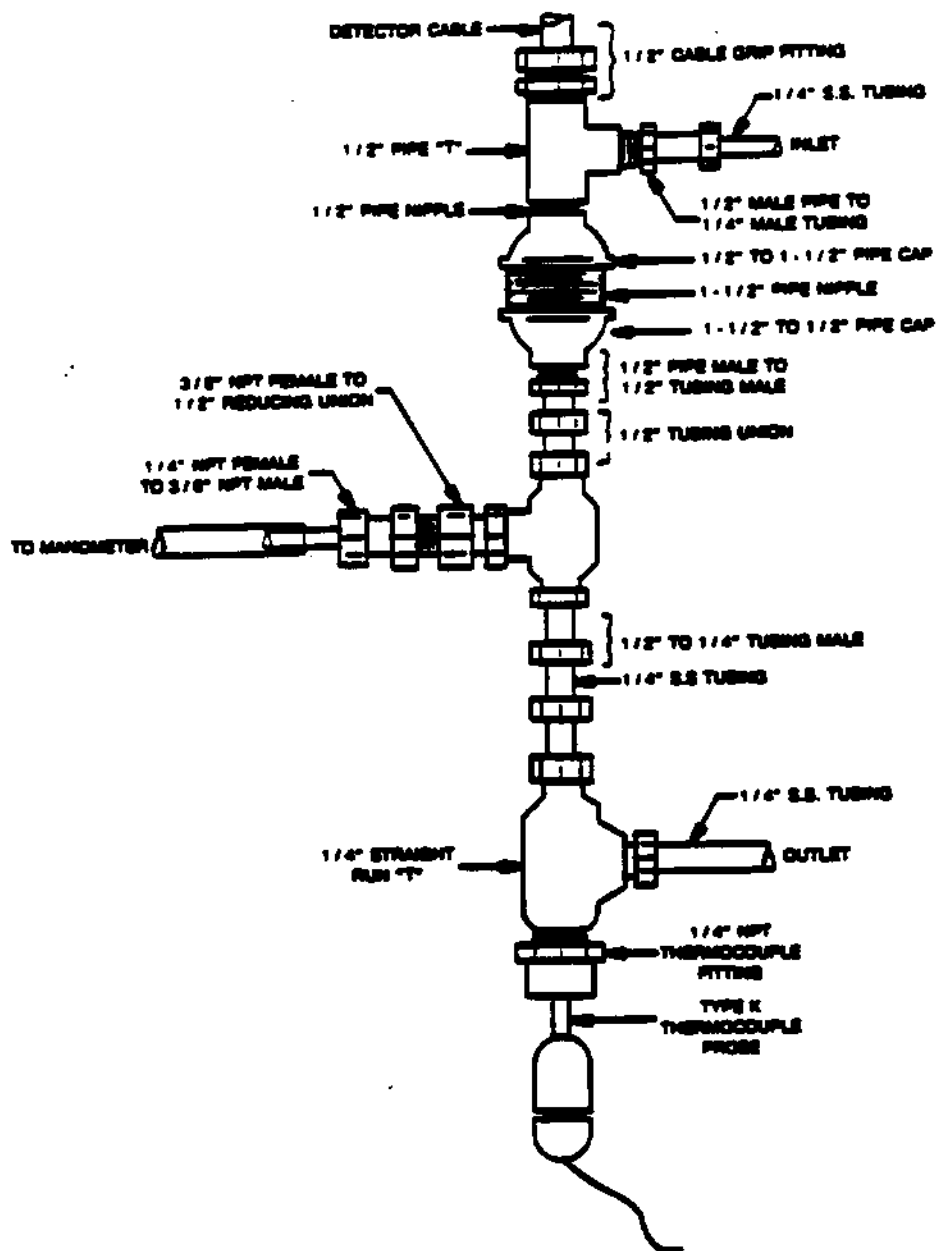 DETECTOR CABLE
1/2" CABLE GRIP FITTING
1/4" S.S. TUBING
1/2" PIPE "T"
INLET
1/2" PIPE NIPPLE
1/2" MALE PIPE TO
1/4" MALE TUBING
1/2" TO 1-1/2" PIPE CAP
1-1/2" PIPE NIPPLE
1-1/2" TO 1/2" PIPE CAP
1/2" PIPE MALE TO
1/2" TUBING MALE
3/8" NPT FEMALE TO
1/2" REDUCING UNION
1/2" TUBING UNION
1/4" NPT FEMALE
TO 3/8" NPT MALE
TO MANOMETER
1/2" TO 1/4" TUBING MALE
1/4" S.S TUBING
1/4" S.S. TUBING
1/4" STRAIGHT
RUN "T"
OUTLET
1/4" NPT
THERMOCOUPLE
FITTING
TYPE K
THERMOCOUPLE
PROBE